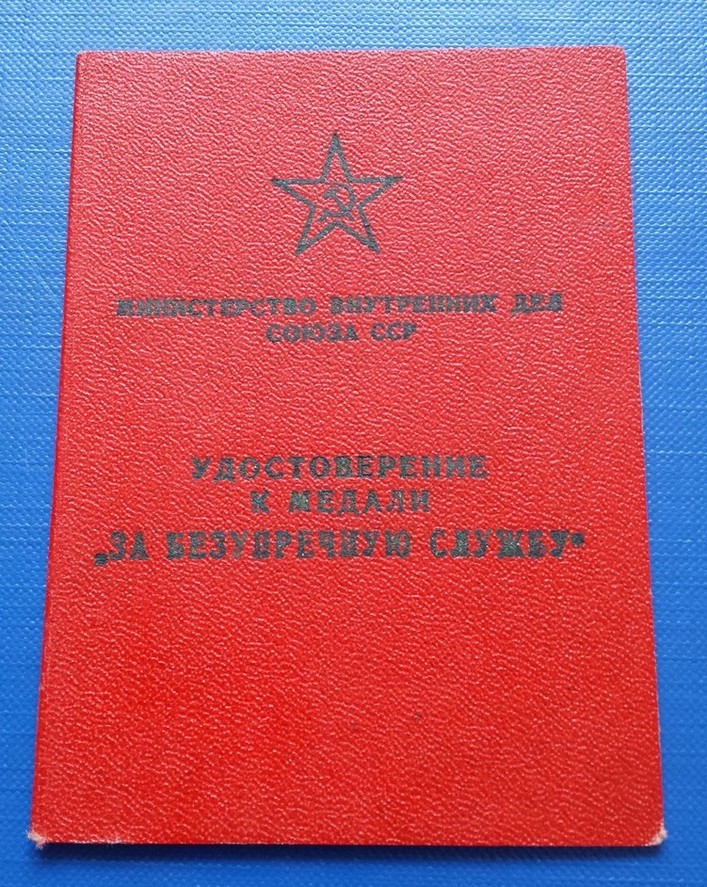 МИНИСТЕРСТВО ВНУТРЕННИХ ДЕЛ
СОЮЗА ССР
УДОСТОВЕРЕНИЕ
К МЕДАЛИ
„ЗА БЕЗУПРЕЧНУЮ СЛУЖБУ“